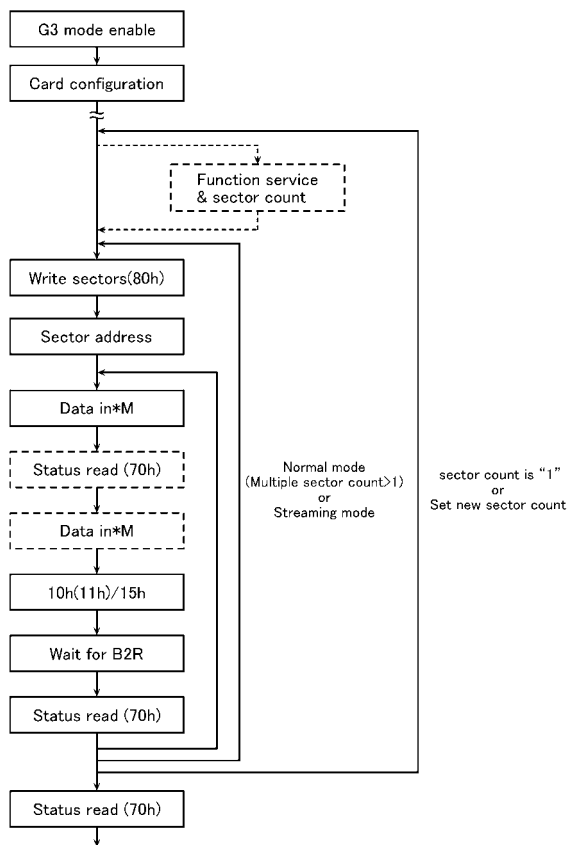 G3 mode enable
Card configuration
Function service
& sector count
Write sectors(80h)
Sector address
Data in*M
Status read (70h)
Data in*M
10h(11h)/15h
Wait for B2R
Status read (70h)
Normal mode
(Multiple sector count>1)
or
Streaming mode
sector count is “1”
or
Set new sector count
Status read (70h)